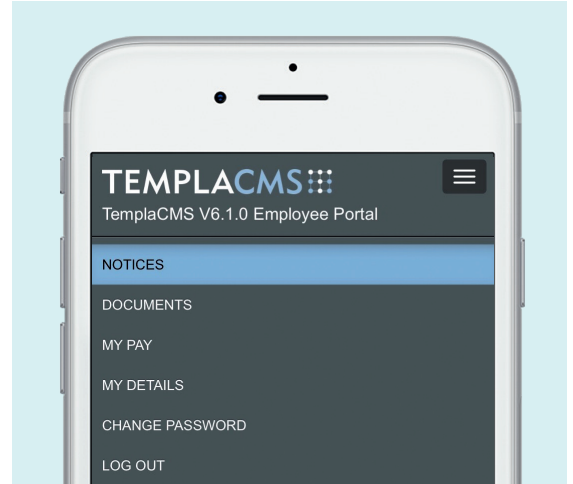 TEMPLACMS
TemplaCMS V6.1.0 Employee Portal
NOTICES
DOCUMENTS
MY PAY
MY DETAILS
CHANGE PASSWORD
LOG OUT